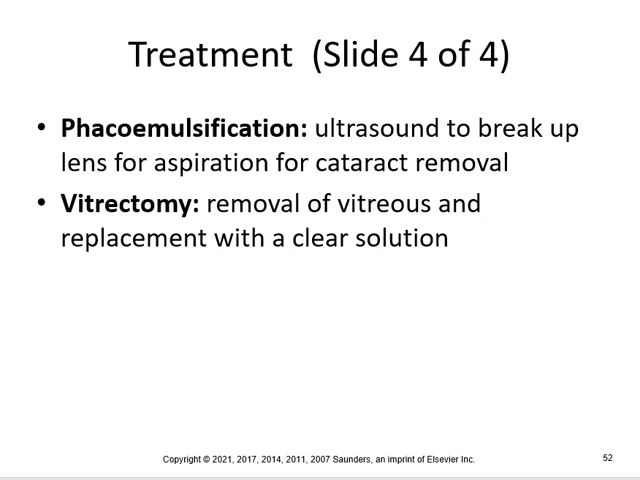 Treatment  (Slide 4 of 4)
• Phacoemulsification: ultrasound to break up
lens for aspiration for cataract removal
• Vitrectomy: removal of vitreous and
replacement with a clear solution
Copyright © 2021, 2017, 2014, 2011, 2007 Saunders, an imprint of Elsevier Inc.
52